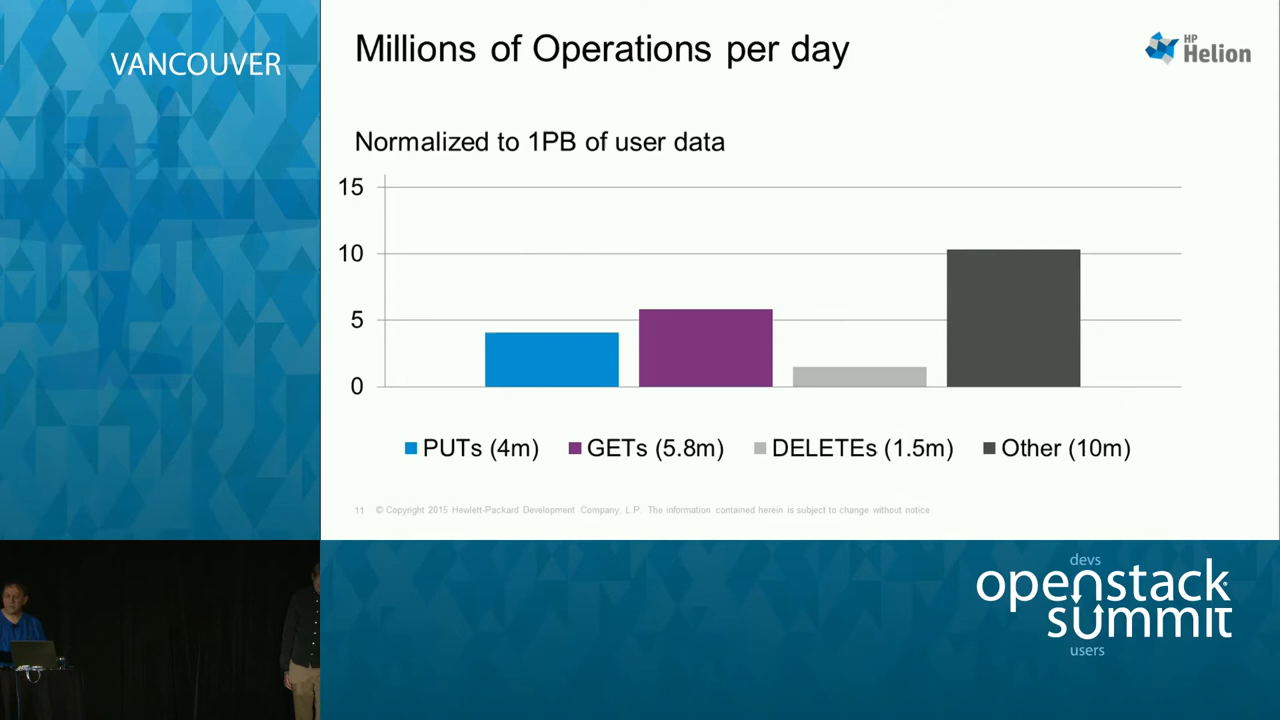 VANCOUVER
Millions of Operations per day
HP
Helion
Normalized to 1PB of user data
15
10
5
0
PUTs (4m)
GETs (5.8m)
DELETEs (1.5m)
Other (10m)
11 © Copyright 2015 Hewlett-Packard Development Company, L.P. The information contained herein is subject to change without notice.
devs
openstack
summit
users